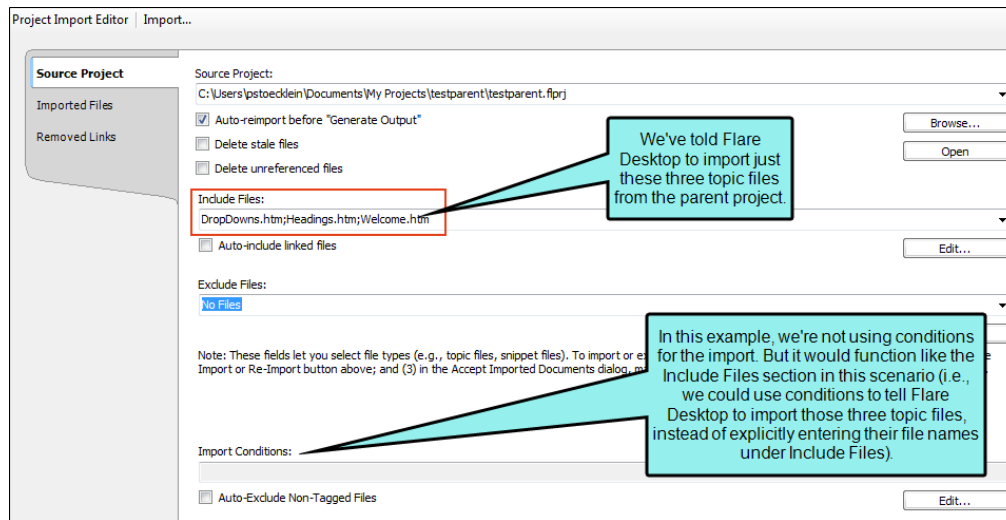 Project Import Editor Import...
Source Project
Imported Files
Removed Links
Source Project:
C:\Users\pstoecklein\Documents\My Projects\testparent\testparent.flprj
Auto-reimport before "Generate Output"
Browse...
Delete stale files
Open
Delete unreferenced files
We've told Flare
Desktop to import just
these three topic files
from the parent project.
Include Files:
DropDowns.htm;Headings.htm;Welcome.htm
Auto-include linked files
Edit...
Exclude Files:
No Files
Note: These fields let you select file types (e.g., topic files, snippet files). To import or
Import or Re-Import button above; and (3) in the Accept Imported Documents dialog,
In this example, we're not using conditions
for the import. But it would function like the
Include Files section in this scenario (i.e.,
we could use conditions to tell Flare
Desktop to import those three topic files,
instead of explicitly entering their file names
under Include Files).
Import Conditions:
Auto-Exclude Non-Tagged Files
Edit...